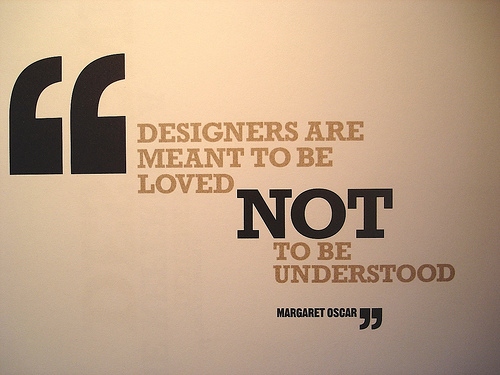 “
DESIGNERS ARE
MEANT TO BE
LOVED
NOT
TO BE
UNDERSTOOD
MARGARET OSCAR ”